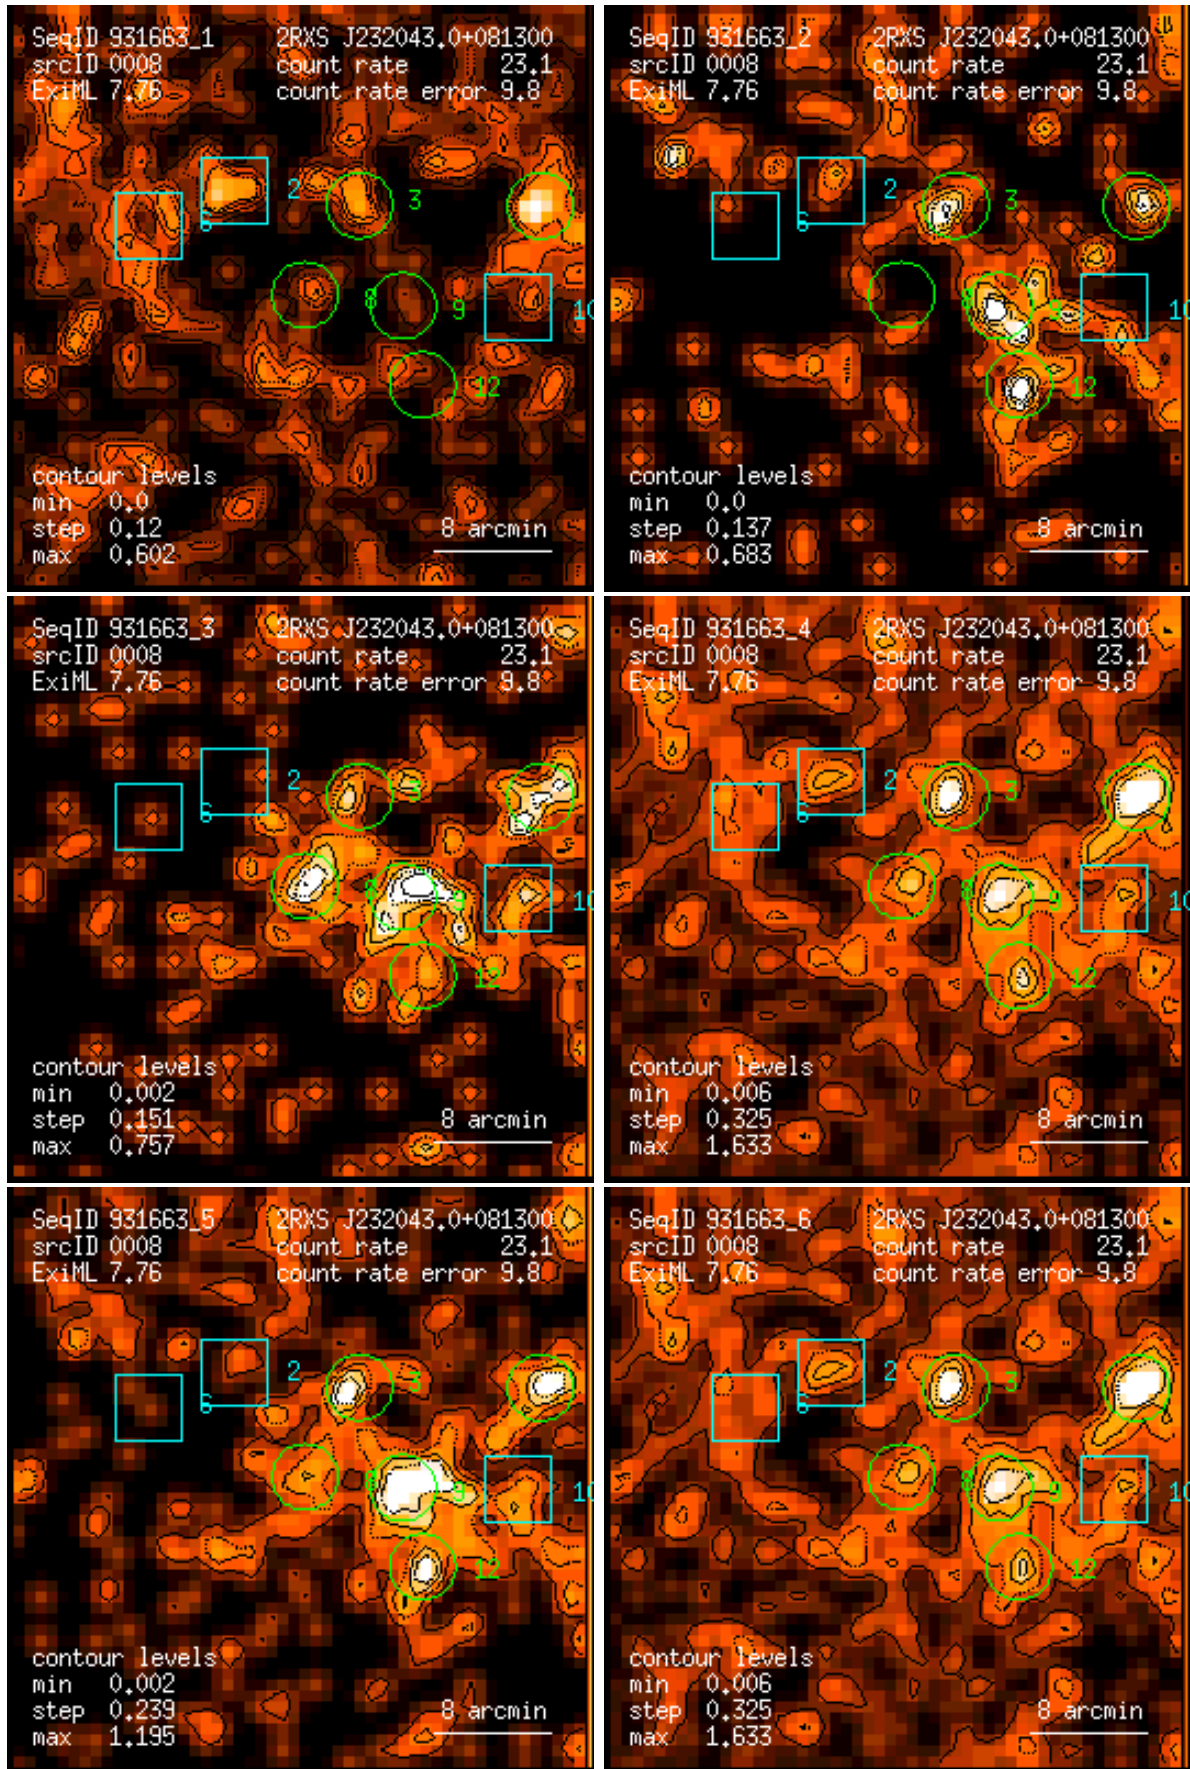 SeqID 931663_1 2RXS J232043.0+081300
srcID 0008 count rate 23.1
ExiML 7.76 count rate error 9.8
2
3
6
8
9
10
12
contour levels
min 0.0
step 0.12 8 arcmin
max 0.602
SeqID 931663_2 2RXS J232043.0+081300
srcID 0008 count rate 23.1
ExiML 7.76 count rate error 9.8
2
3
6
8
9
10
12
contour levels
min 0.0
step 0.137 8 arcmin
max 0.683
SeqID 931663_3 2RXS J232043.0+081300
srcID 0008 count rate 23.1
ExiML 7.76 count rate error 9.8
2
3
6
8
9
10
12
contour levels
min 0.002
step 0.151 8 arcmin
max 0.757
SeqID 931663_4 2RXS J232043.0+081300
srcID 0008 count rate 23.1
ExiML 7.76 count rate error 9.8
2
3
6
8
9
10
12
contour levels
min 0.006
step 0.325 8 arcmin
max 1.633
SeqID 931663_5 2RXS J232043.0+081300
srcID 0008 count rate 23.1
ExiML 7.76 count rate error 9.8
2
3
6
8
9
10
12
contour levels
min 0.002
step 0.239 8 arcmin
max 1.195
SeqID 931663_6 2RXS J232043.0+081300
srcID 0008 count rate 23.1
ExiML 7.76 count rate error 9.8
2
3
6
8
9
10
12
contour levels
min 0.006
step 0.325 8 arcmin
max 1.633